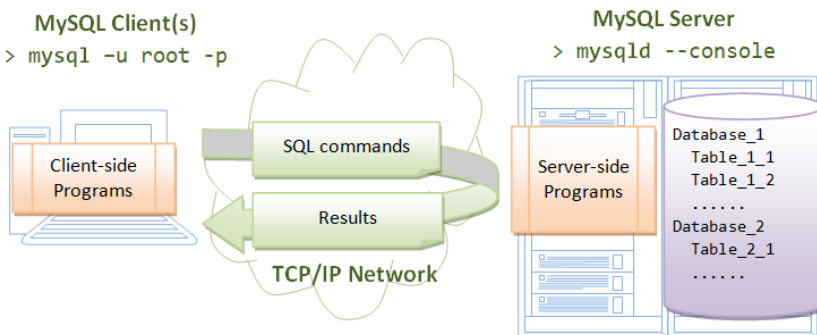 MySQL Client(s)
> mysql –u root -p
MySQL Server
> mysqld --console
Client-side
Programs
SQL commands
Results
TCP/IP Network
Server-side
Programs
Database_1
Table_1_1
Table_1_2
......
Database_2
Table_2_1
......